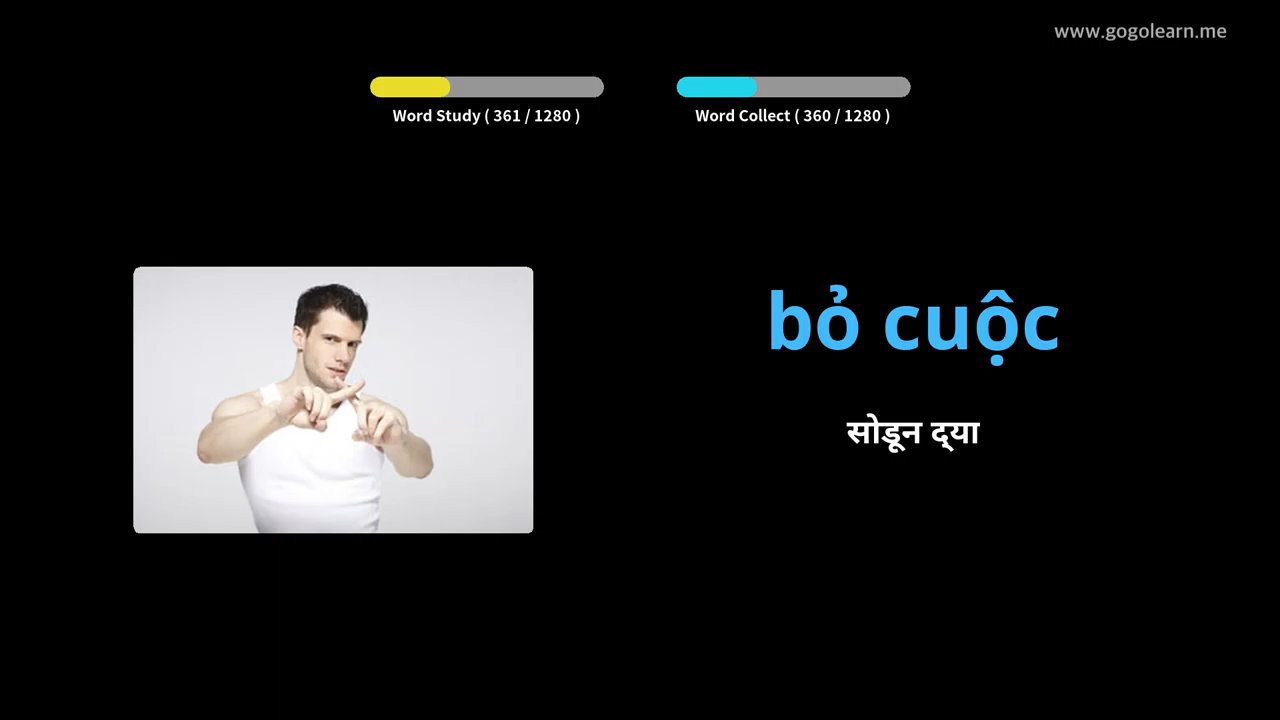 www.gogolearn.me
Word Study ( 361 / 1280 )
Word Collect ( 360 / 1280 )
bỏ cuộc
सोडून द्‌या